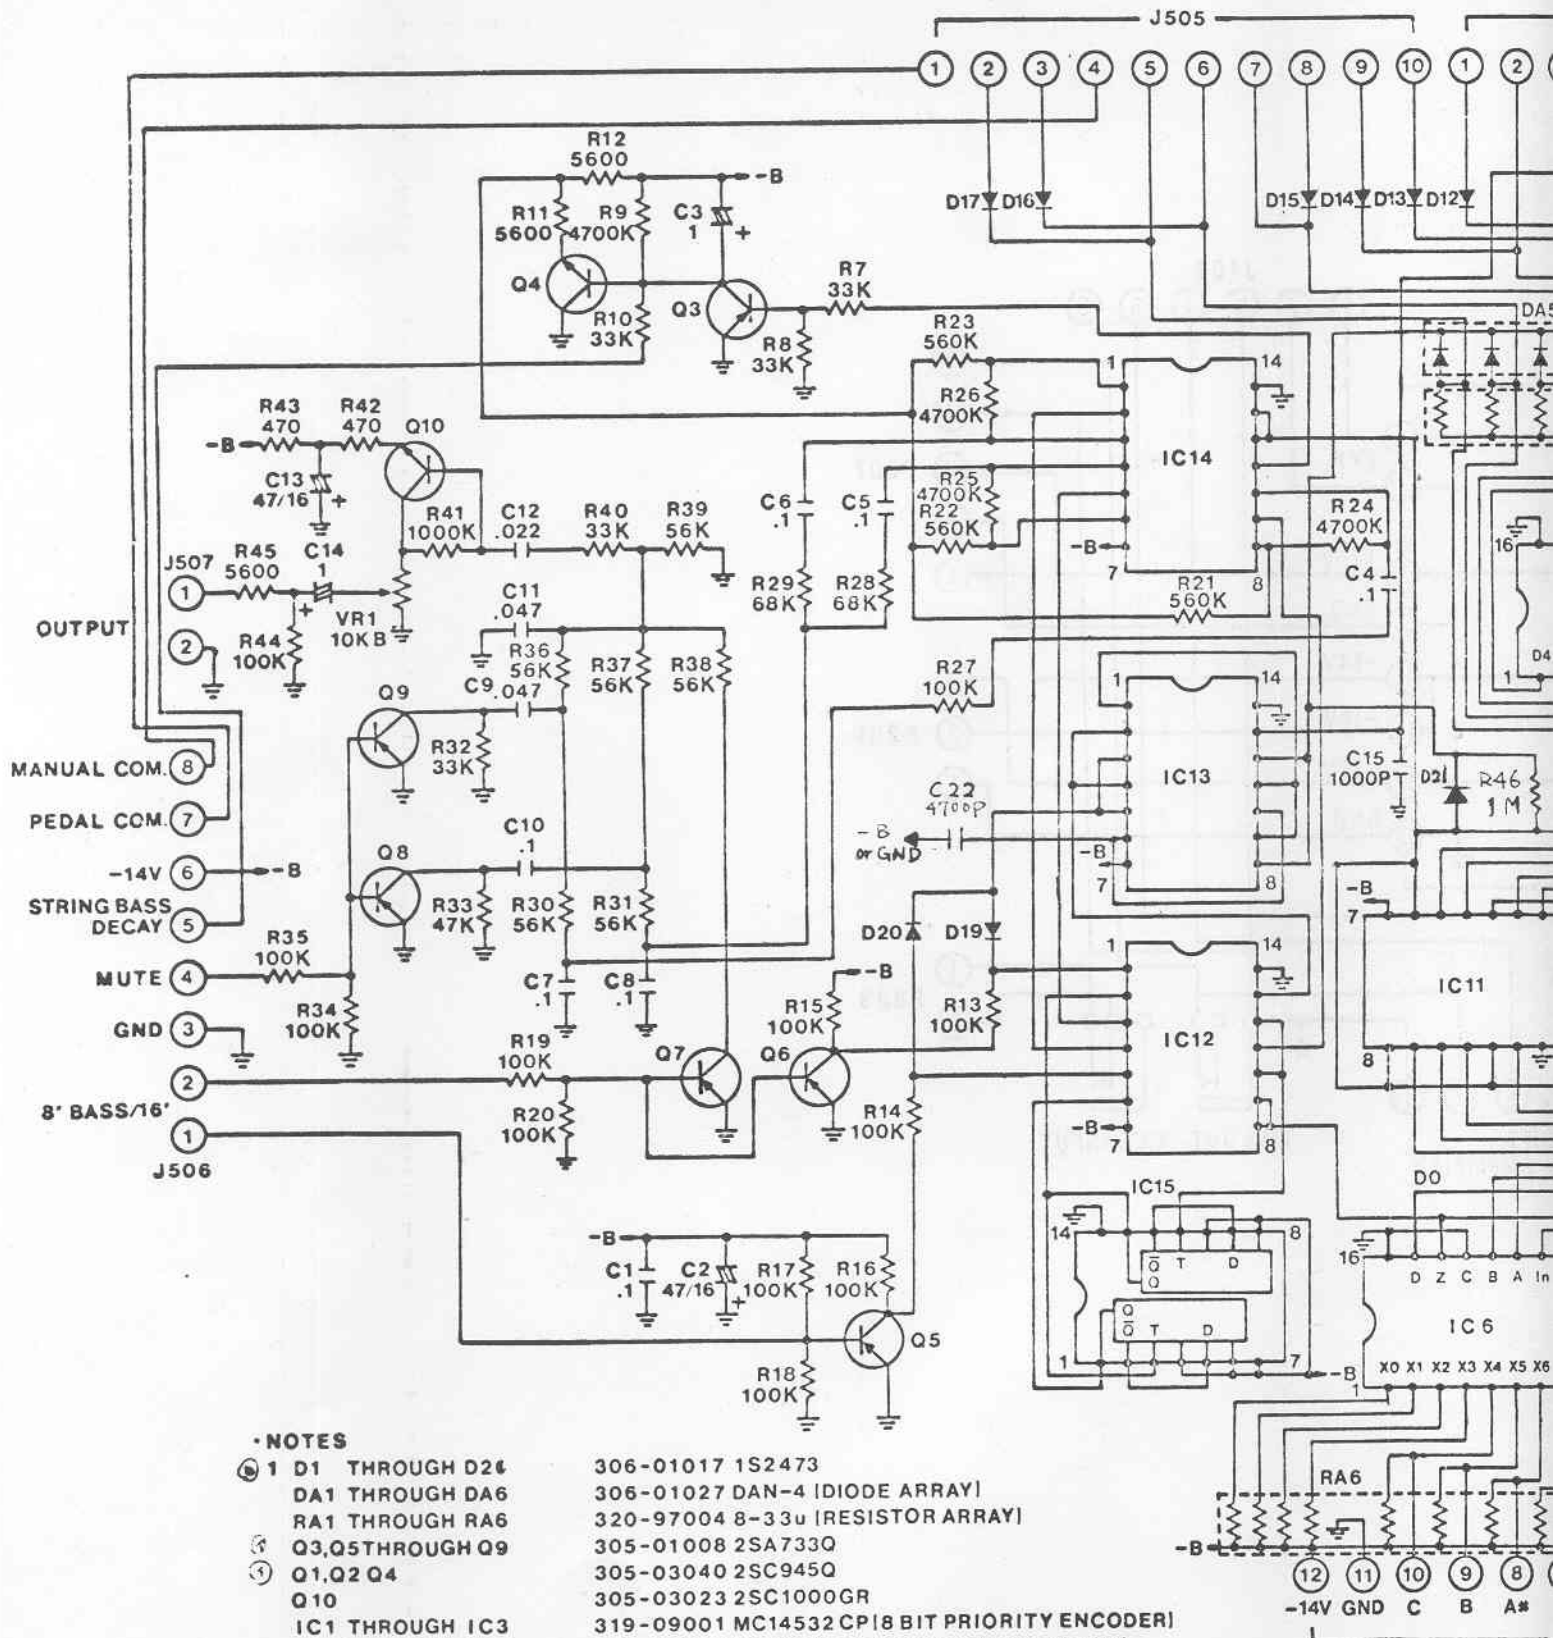 J505
1 2 3 4 5 6 7 8 9 10 1 2
R12
5600
-B
D17 D16 D15 D14 D13 D12
R11
5600
R9
4700K
C3
1
+
Q4
Q3
R7
33K
R10
33K
R8
33K
R23
560K
DA5
1 14
R26
4700K
IC14
R43
470
R42
470
Q10
-B
C13
47/16
+
R41
1000K
C12
.022
R40
33K
R39
56K
C6
.1
C5
.1
R25
4700K
R22
560K
R24
4700K
-B
7 8
16
J507
R45
5600
C14
1
+
1
R29
68K
R28
68K
R21
560K
C4
.1
C11
.047
OUTPUT
VR1
10KB
2
R44
100K
R36
56K
R37
56K
R38
56K
D4
1
R27
100K
1 14
Q9
C9
.047
R32
33K
MANUAL COM. 8
IC13
C15
1000P
D21
R46
1M
C22
4700P
PEDAL COM. 7
C10
.1
-B
or GND
-B
7 8
Q8
-14V 6 -B
-B
7
STRING BASS
DECAY 5
R33
47K
R30
56K
R31
56K
D20 D19
1 14
R35
100K
MUTE 4
C7
.1
C8
.1
-B
R15
100K
R13
100K
IC11
R34
100K
GND 3
R19
100K
Q7
Q6
IC12
8
2
8' BASS/16'
R20
100K
R14
100K
-B
7 8
1
J506
IC15
D0
14 8
-B
16
Q̅ T D
Q
D Z C B A In
C1
.1
C2
47/16
+
R17
100K
R16
100K
Q
Q̅ T D
IC6
Q5
1 7
-B
1
X0 X1 X2 X3 X4 X5 X6
R18
100K
•NOTES
1 D1 THROUGH D26 306-01017 1S2473
DA1 THROUGH DA6 306-01027 DAN-4 [DIODE ARRAY]
RA1 THROUGH RA6 320-97004 8-33u [RESISTOR ARRAY]
Q3,Q5THROUGH Q9 305-01008 2SA733Q
1 Q1,Q2 Q4 305-03040 2SC945Q
Q10 305-03023 2SC1000GR
IC1 THROUGH IC3 319-09001 MC14532 CP[8 BIT PRIORITY ENCODER]
RA6
-B
12 11 10 9 8
-14V GND C B A#